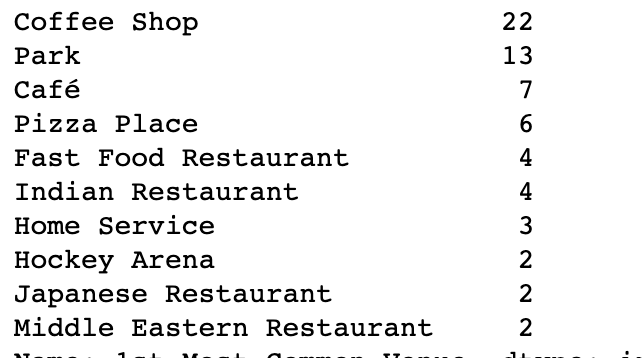 Coffee Shop 22
Park 13
Café 7
Pizza Place 6
Fast Food Restaurant 4
Indian Restaurant 4
Home Service 3
Hockey Arena 2
Japanese Restaurant 2
Middle Eastern Restaurant 2
Name: 1st Most Common Venue, dtype: